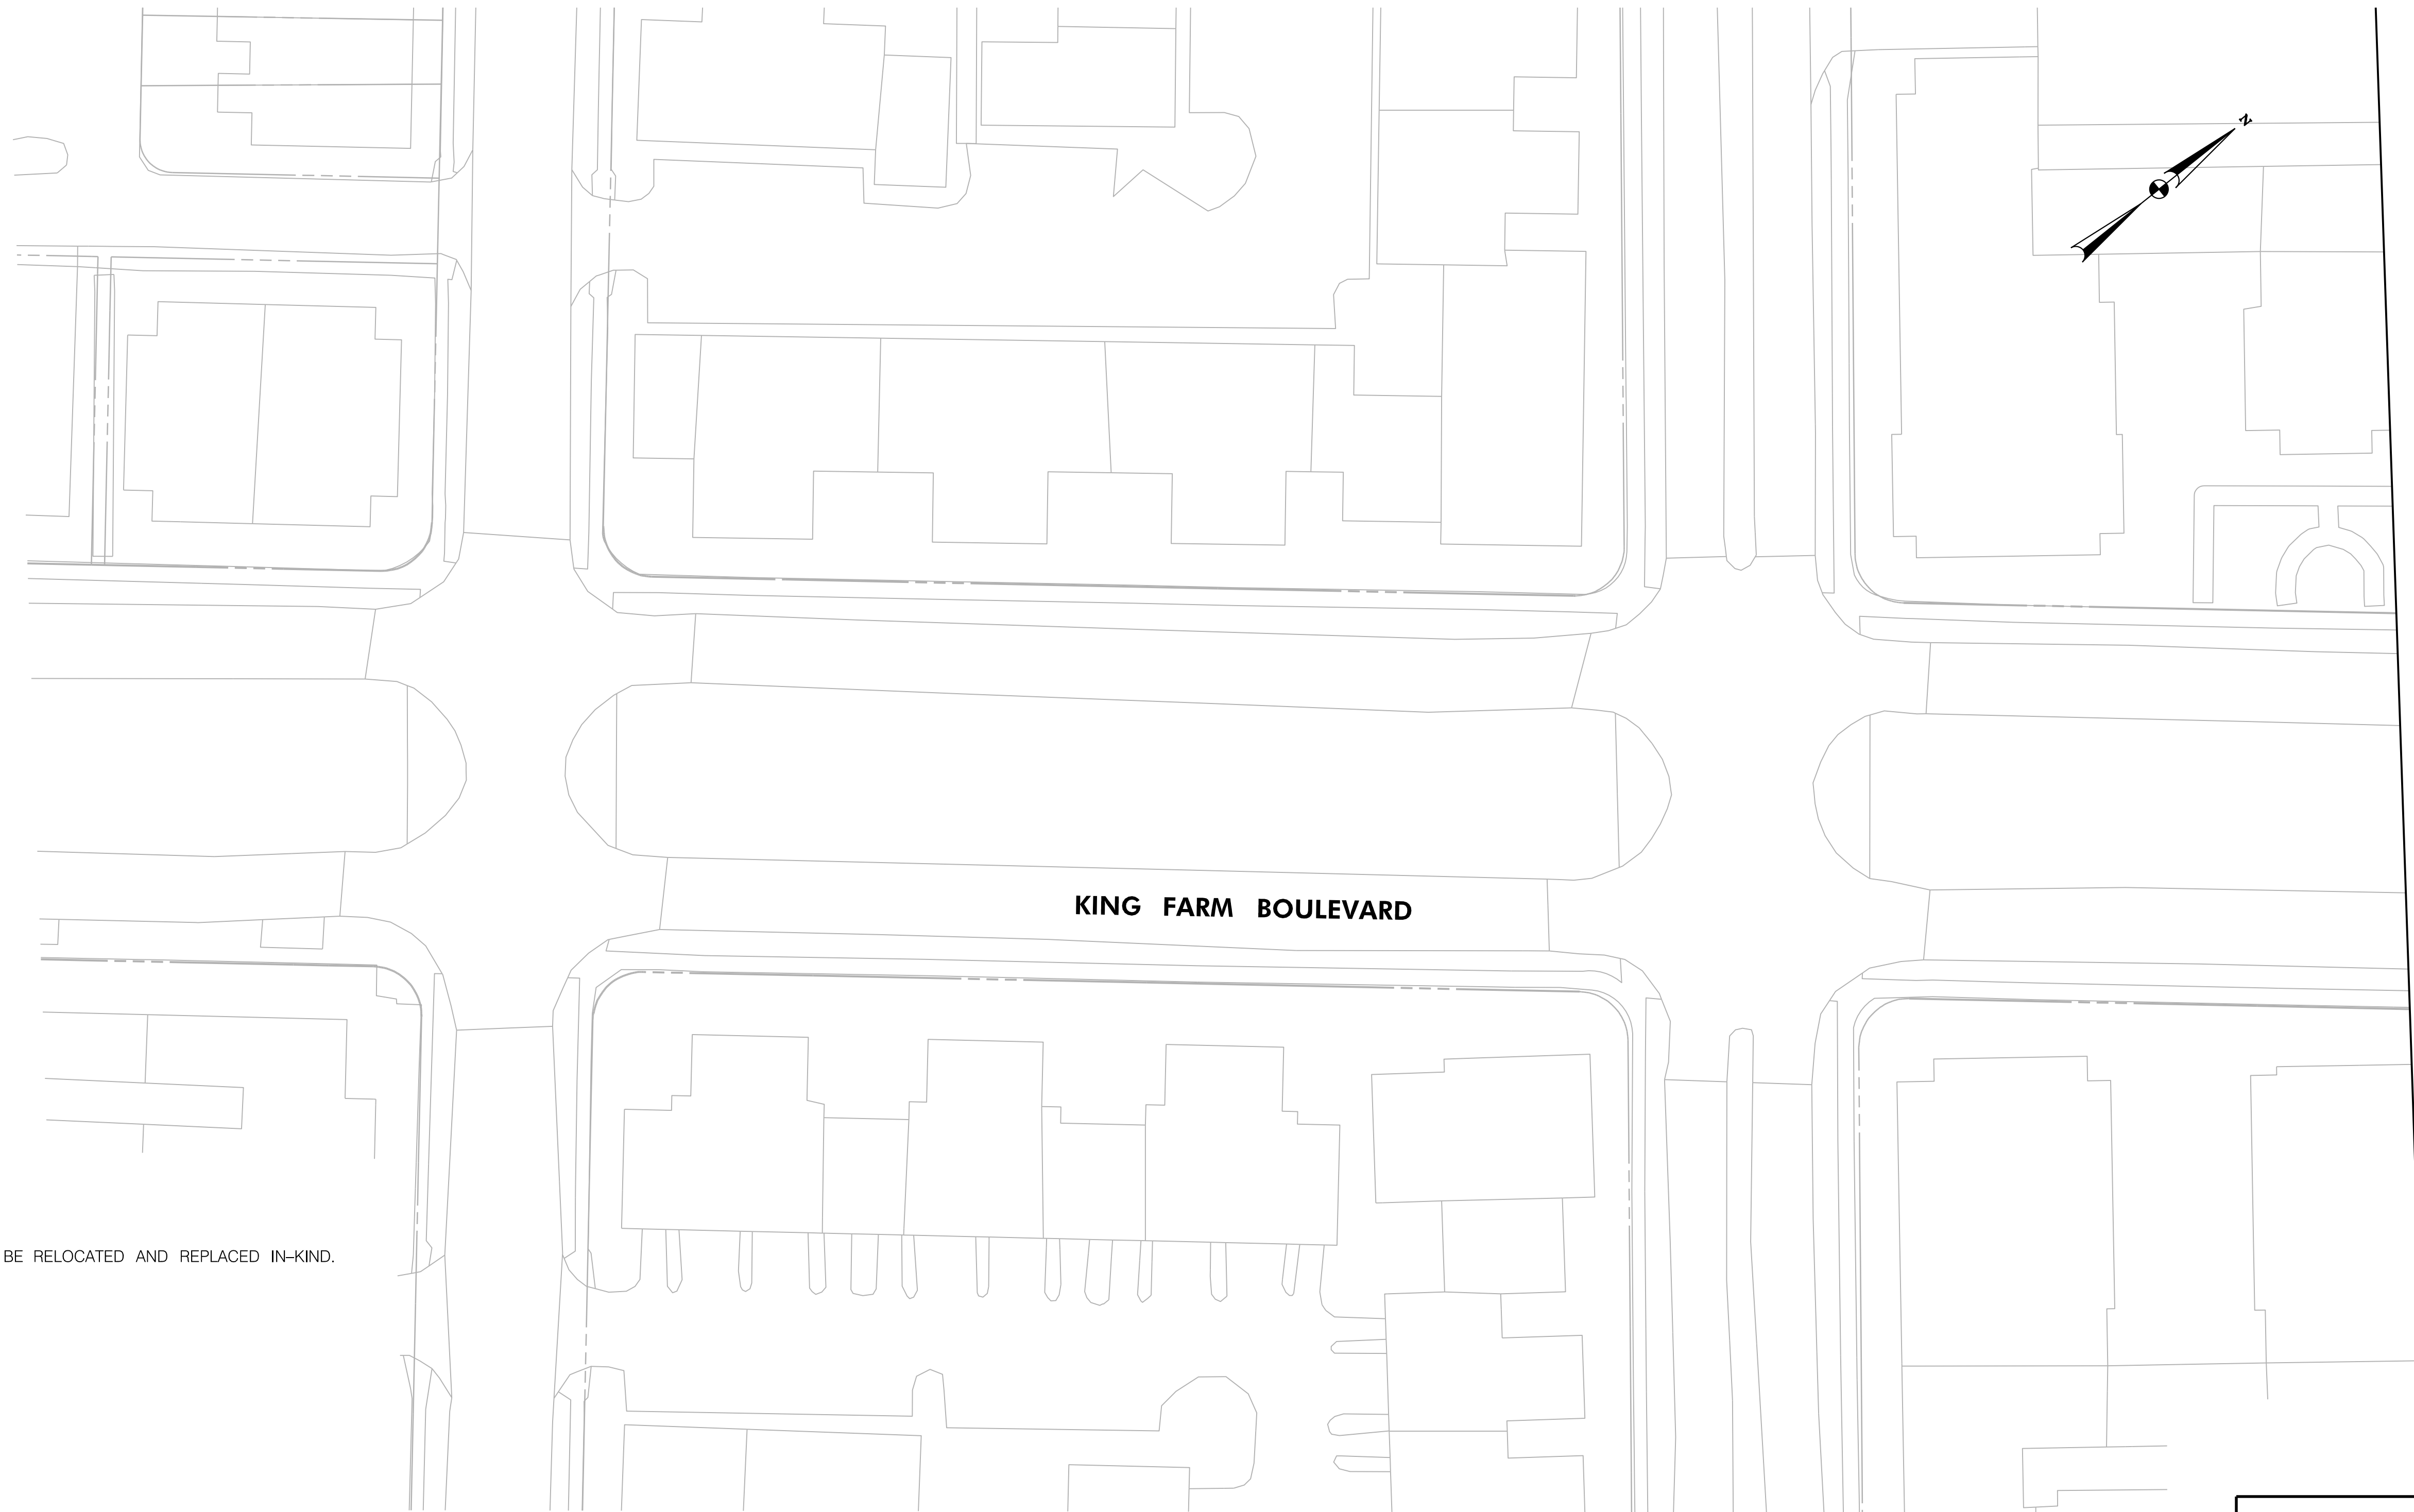 N
KING FARM BOULEVARD
BE RELOCATED AND REPLACED IN–KIND.